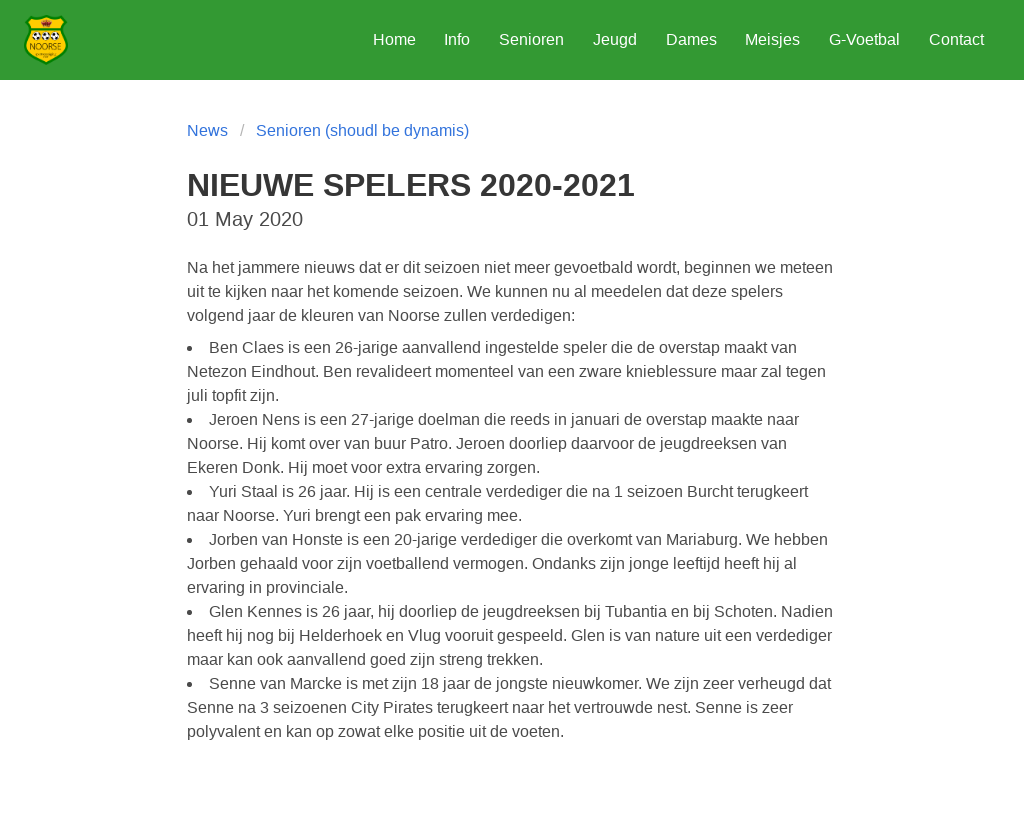 NOORSE
Home Info Senioren Jeugd Dames Meisjes G-Voetbal Contact
News / Senioren (shoudl be dynamis)
NIEUWE SPELERS 2020-2021
01 May 2020
Na het jammere nieuws dat er dit seizoen niet meer gevoetbald wordt, beginnen we meteen
uit te kijken naar het komende seizoen. We kunnen nu al meedelen dat deze spelers
volgend jaar de kleuren van Noorse zullen verdedigen:
• Ben Claes is een 26-jarige aanvallend ingestelde speler die de overstap maakt van
Netezon Eindhout. Ben revalideert momenteel van een zware knieblessure maar zal tegen
juli topfit zijn.
• Jeroen Nens is een 27-jarige doelman die reeds in januari de overstap maakte naar
Noorse. Hij komt over van buur Patro. Jeroen doorliep daarvoor de jeugdreeksen van
Ekeren Donk. Hij moet voor extra ervaring zorgen.
• Yuri Staal is 26 jaar. Hij is een centrale verdediger die na 1 seizoen Burcht terugkeert
naar Noorse. Yuri brengt een pak ervaring mee.
• Jorben van Honste is een 20-jarige verdediger die overkomt van Mariaburg. We hebben
Jorben gehaald voor zijn voetballend vermogen. Ondanks zijn jonge leeftijd heeft hij al
ervaring in provinciale.
• Glen Kennes is 26 jaar, hij doorliep de jeugdreeksen bij Tubantia en bij Schoten. Nadien
heeft hij nog bij Helderhoek en Vlug vooruit gespeeld. Glen is van nature uit een verdediger
maar kan ook aanvallend goed zijn streng trekken.
• Senne van Marcke is met zijn 18 jaar de jongste nieuwkomer. We zijn zeer verheugd dat
Senne na 3 seizoenen City Pirates terugkeert naar het vertrouwde nest. Senne is zeer
polyvalent en kan op zowat elke positie uit de voeten.